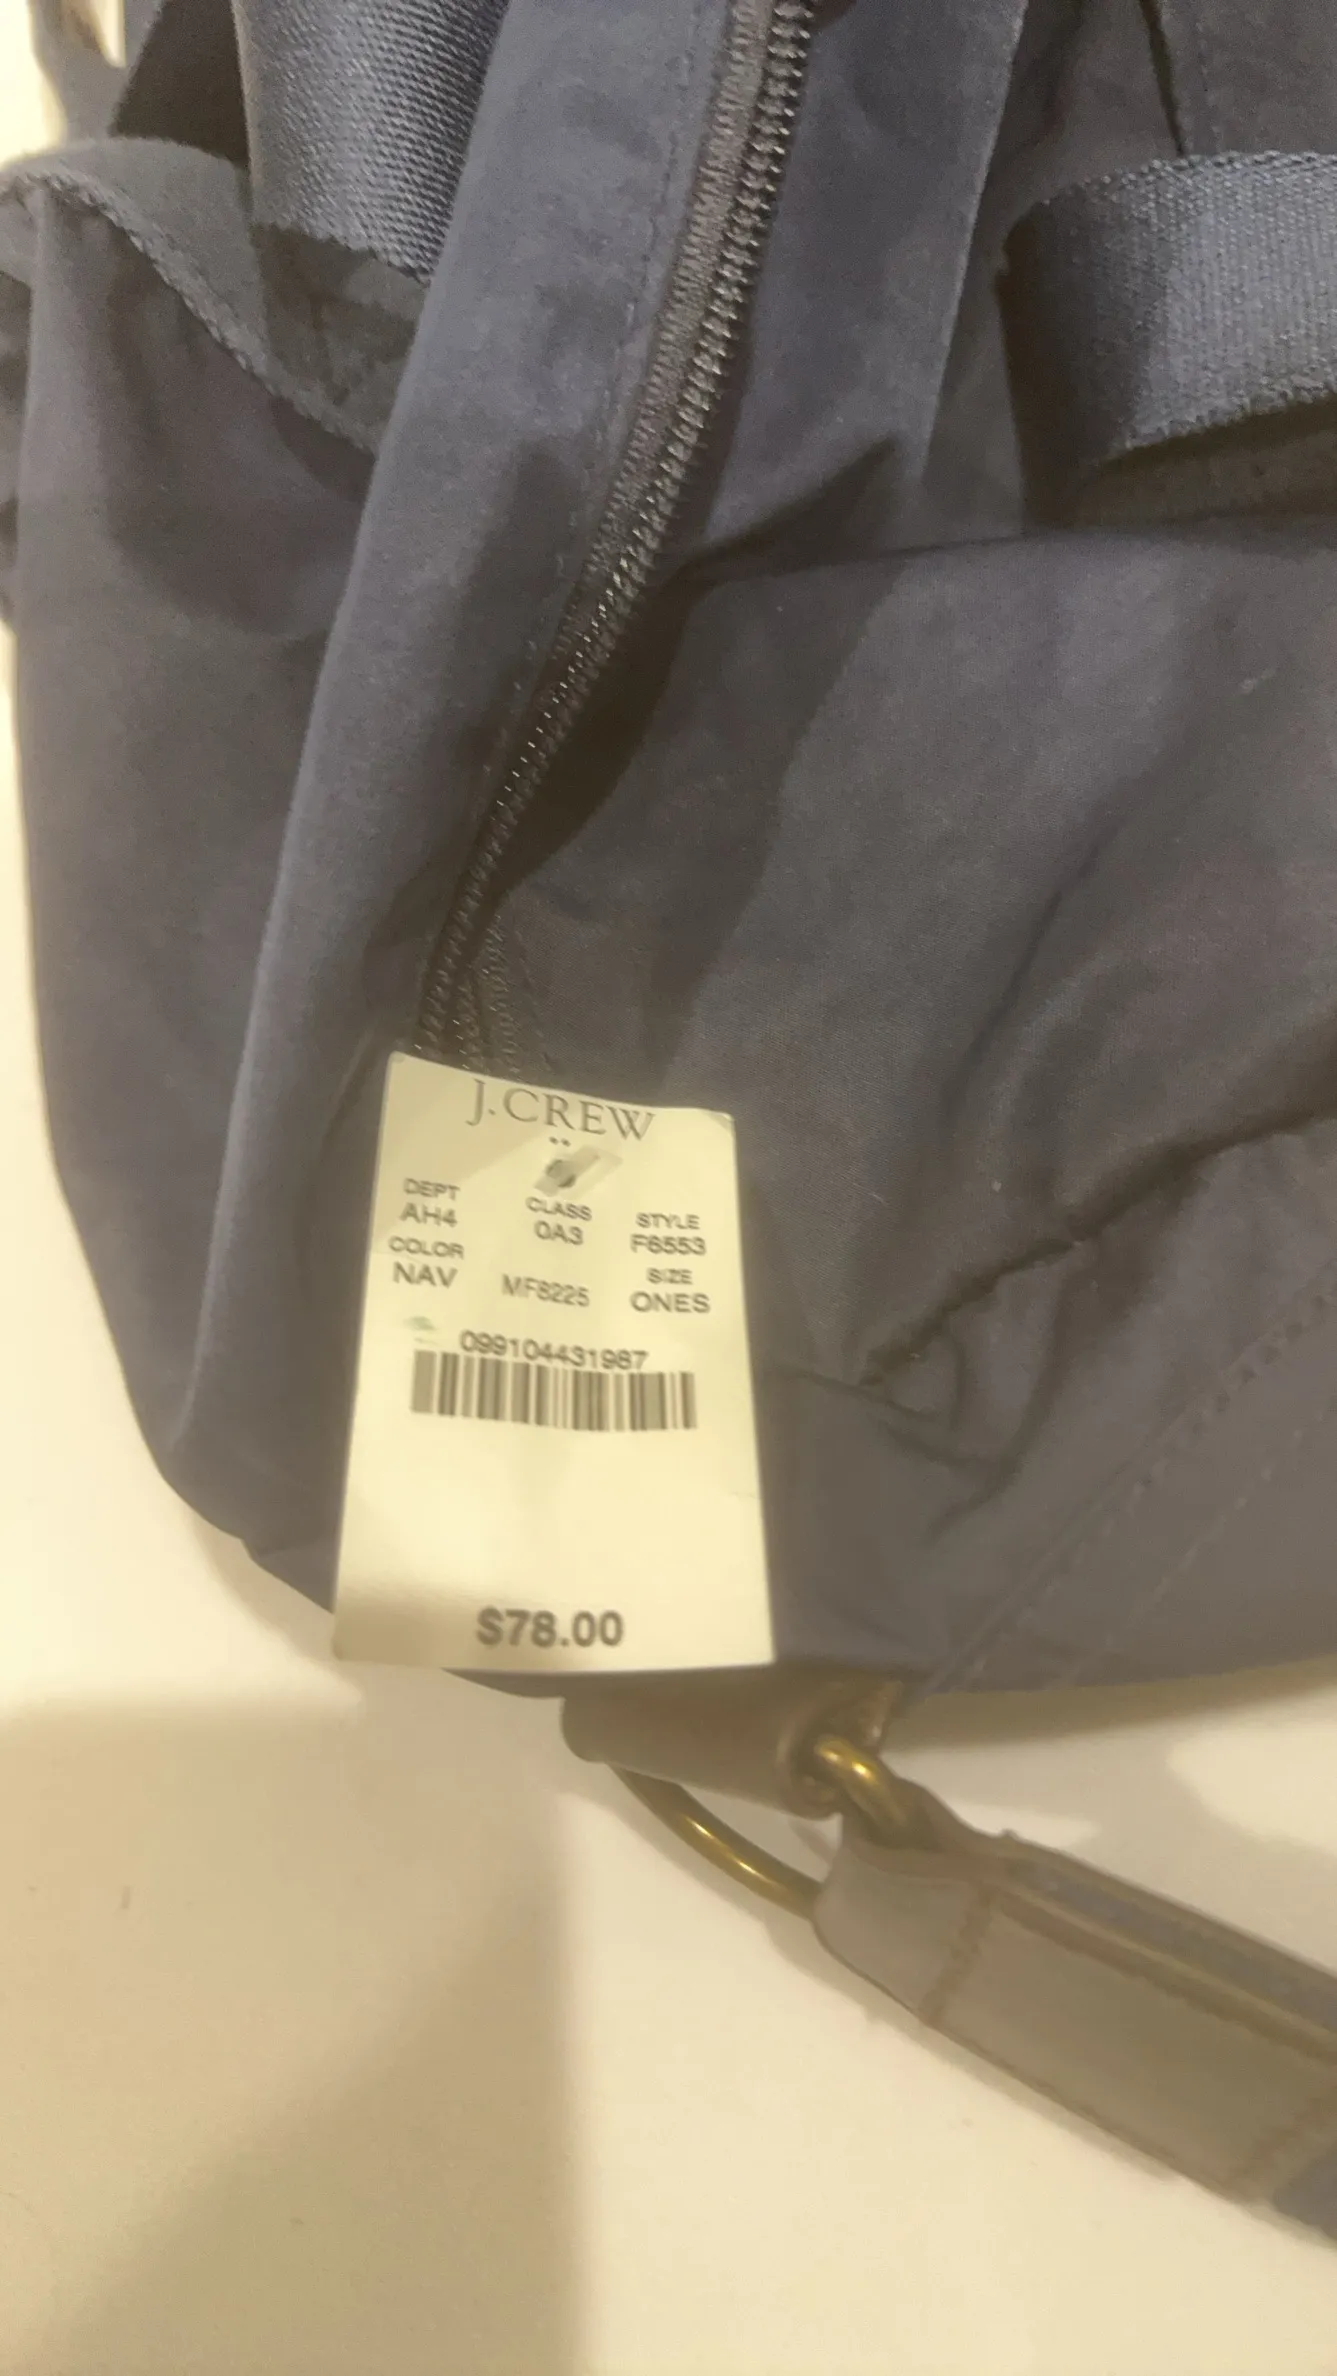 J.CREW
DEPT CLASS STYLE
AH4 0A3 F6553
COLOR SIZE
NAV MF8225 ONES
099104431987
$78.00